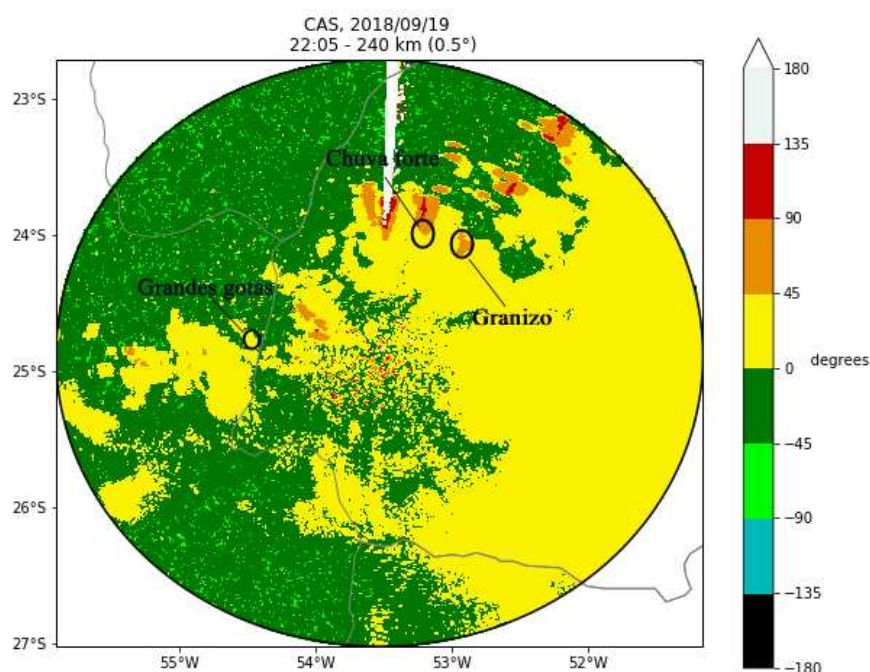 CAS, 2018/09/19
22:05 - 240 km (0.5°)
23°S
24°S
25°S
26°S
27°S
55°W
54°W
53°W
52°W
Chuva forte
Grandes gotas
Granizo
180
135
90
45
0
−45
−90
−135
−180
degrees